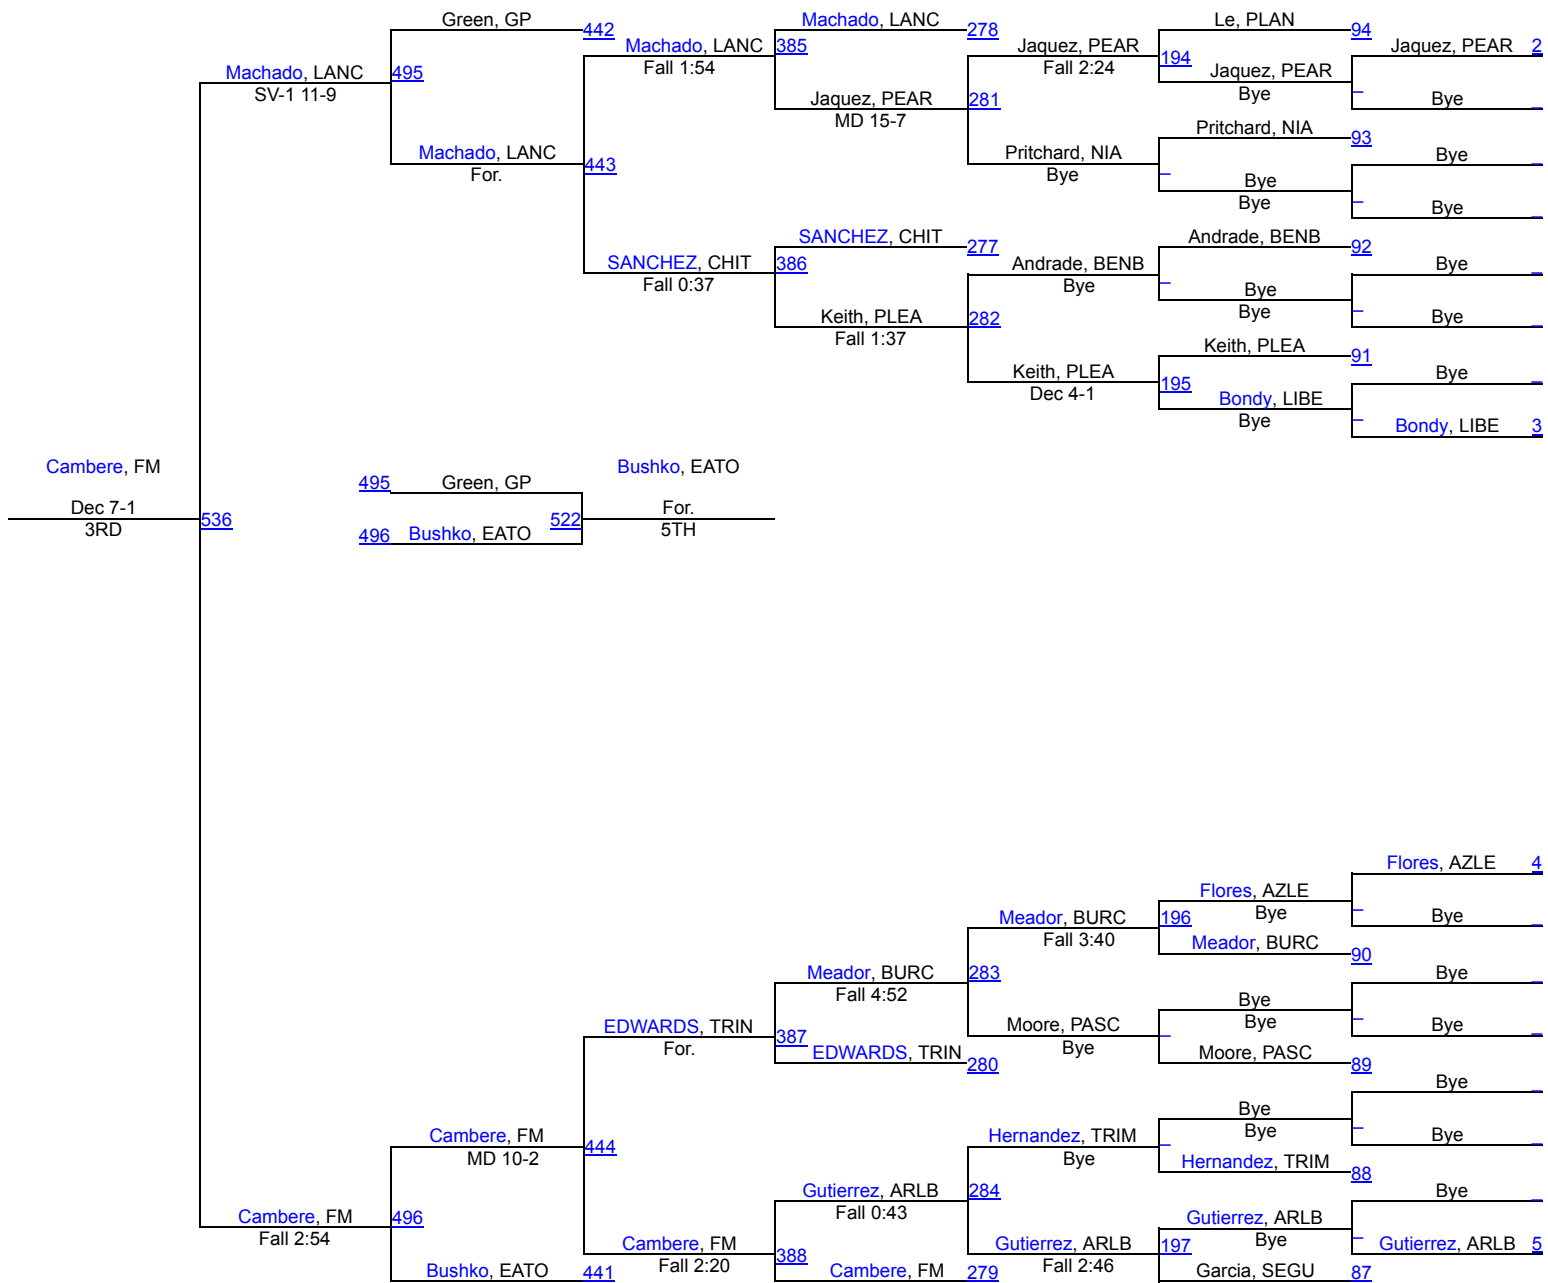 Green, GP
442
Machado, LANC
278
Le, PLAN
94
Machado, LANC
385
Jaquez, PEAR
Jaquez, PEAR 2
Fall 1:54
Fall 2:24
194
Machado, LANC
495
Jaquez, PEAR
SV-1 11-9
Bye
Jaquez, PEAR
281
Bye
MD 15-7
Pritchard, NIA
93
Machado, LANC
443
Pritchard, NIA
Bye
For.
Bye
Bye
Bye
Bye
SANCHEZ, CHIT
277
Andrade, BENB
92
SANCHEZ, CHIT
386
Andrade, BENB
Bye
Fall 0:37
Bye
Bye
Bye
Keith, PLEA
282
Bye
Fall 1:37
Keith, PLEA
91
Keith, PLEA
195
Bye
Dec 4-1
Bondy, LIBE
Bye
Bondy, LIBE 3
Cambere, FM
Bushko, EATO
495
Green, GP
Dec 7-1
536
522
For.
3RD
5TH
496
Bushko, EATO
Flores, AZLE 4
Flores, AZLE
Bye
Meador, BURC
196
Bye
Fall 3:40
Meador, BURC
90
Meador, BURC
283
Bye
Fall 4:52
Bye
EDWARDS, TRIN
387
Moore, PASC
Bye
Bye
For.
Bye
EDWARDS, TRIN
280
Moore, PASC
89
Bye
Bye
Cambere, FM
444
Hernandez, TRIM
Bye
Bye
MD 10-2
Bye
Hernandez, TRIM
88
Gutierrez, ARLB
284
Bye
Fall 0:43
Cambere, FM
496
Gutierrez, ARLB
Fall 2:54
Bye
Cambere, FM
388
Gutierrez, ARLB
197
Gutierrez, ARLB 5
Fall 2:20
Fall 2:46
Bushko, EATO
441
Cambere, FM
279
Garcia, SEGU
87